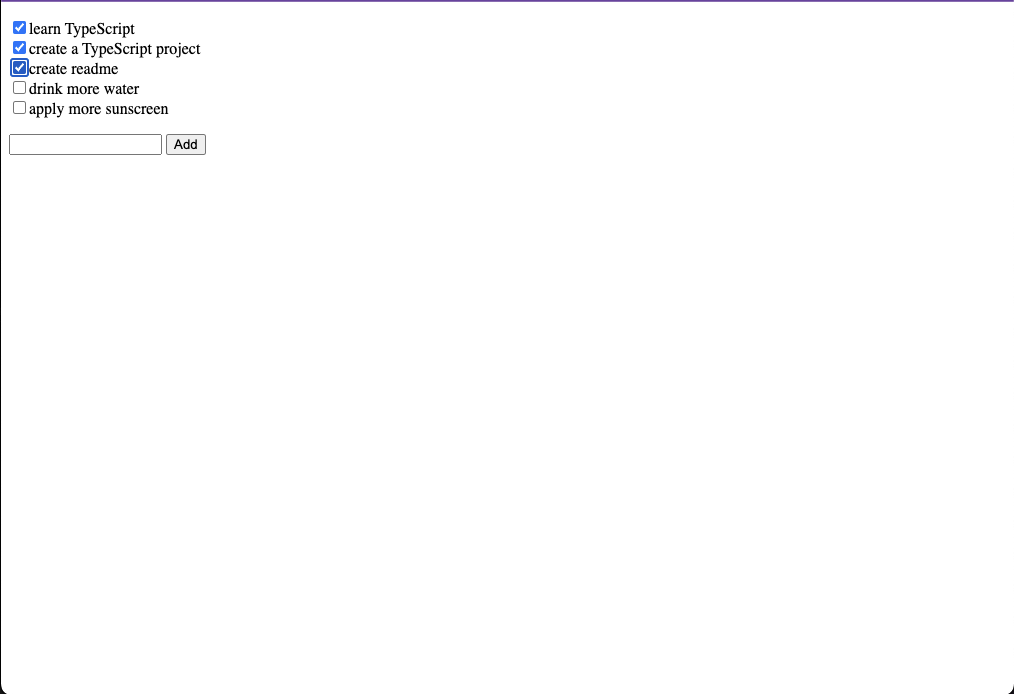 learn TypeScript
create a TypeScript project
create readme
drink more water
apply more sunscreen
Add